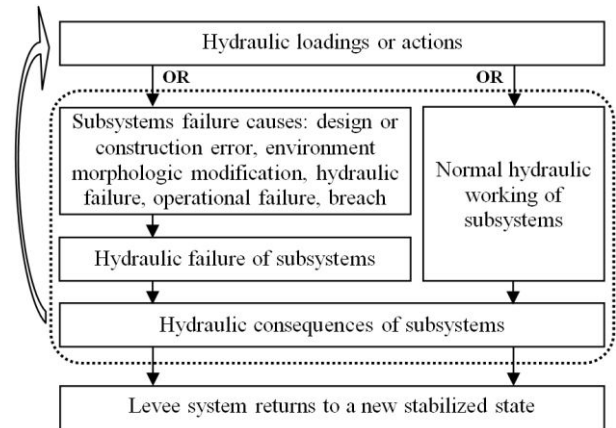 Hydraulic loadings or actions
OR
OR
Subsystems failure causes: design or
construction error, environment
morphologic modification, hydraulic
failure, operational failure, breach
Normal hydraulic
working of
subsystems
Hydraulic failure of subsystems
Hydraulic consequences of subsystems
Levee system returns to a new stabilized state